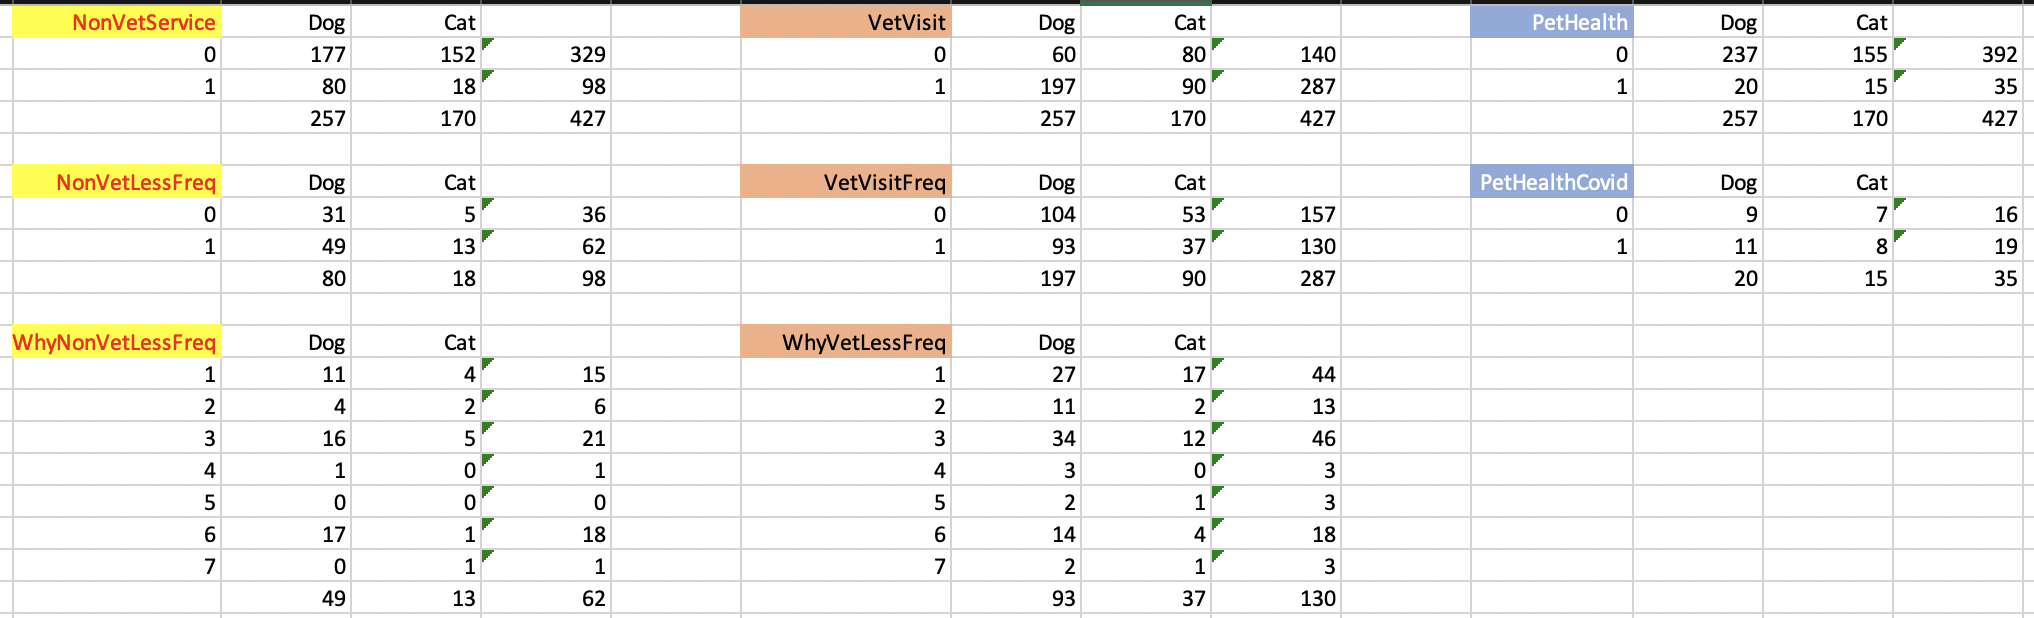 NonVetService Dog Cat VetVisit Dog Cat PetHealth Dog Cat
0 177 152 329 0 60 80 140 0 237 155 392
1 80 18 98 1 197 90 287 1 20 15 35
257 170 427 257 170 427 257 170 427
NonVetLessFreq Dog Cat VetVisitFreq Dog Cat PetHealthCovid Dog Cat
0 31 5 36 0 104 53 157 0 9 7 16
1 49 13 62 1 93 37 130 1 11 8 19
80 18 98 197 90 287 20 15 35
WhyNonVetLessFreq Dog Cat WhyVetLessFreq Dog Cat
1 11 4 15 1 27 17 44
2 4 2 6 2 11 2 13
3 16 5 21 3 34 12 46
4 1 0 1 4 3 0 3
5 0 0 0 5 2 1 3
6 17 1 18 6 14 4 18
7 0 1 1 7 2 1 3
49 13 62 93 37 130